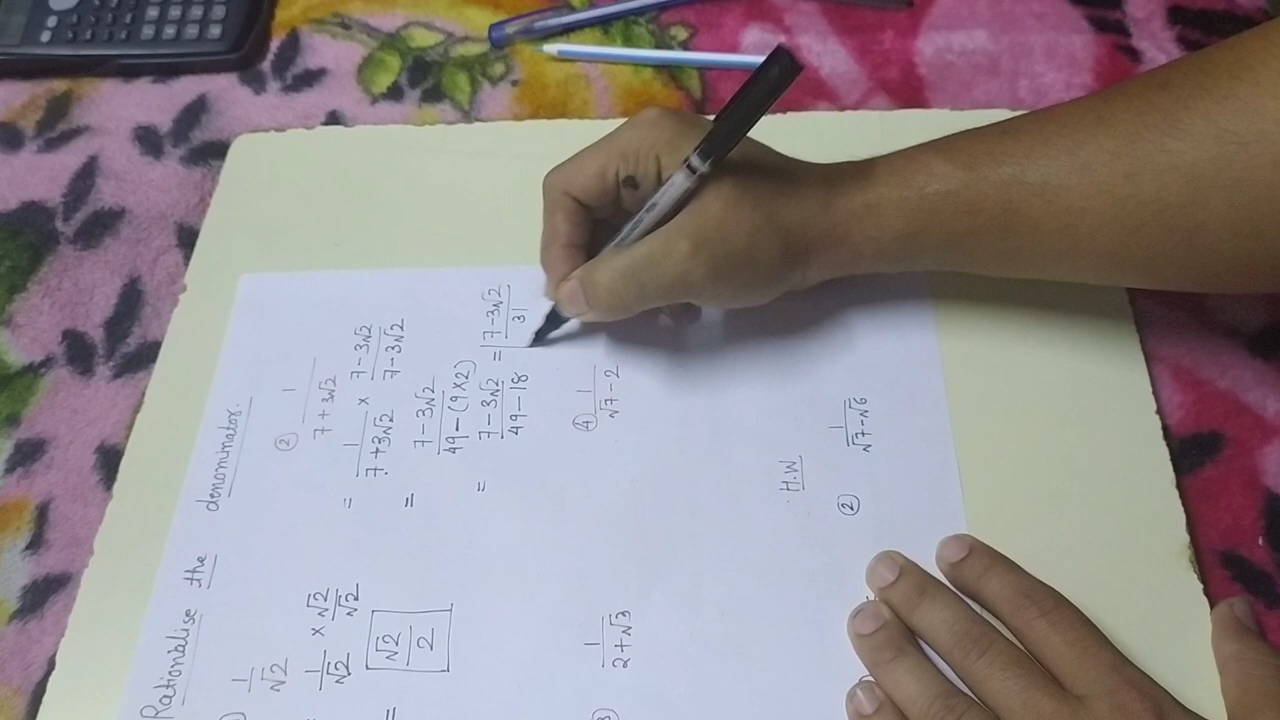 Rationalise the denominator.
1/√2
= 1/√2 × √2/√2
= √2/2
② 1/(7+3√2)
= 1/(7+3√2) × (7-3√2)/(7-3√2)
= (7-3√2)/(49-(9×2))
= (7-3√2)/(49-18) = (7-3√2)/31
③ 1/(2+√3)
④ 1/(√7-2)
H.W
② 1/(√7-√6)